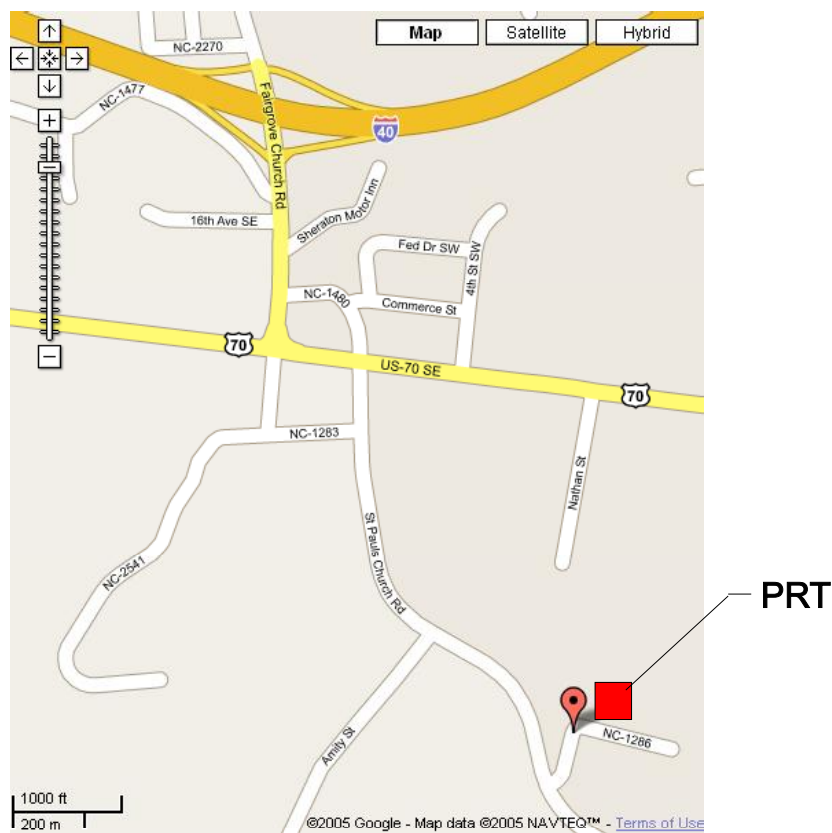 Map
Satellite
Hybrid
NC-2270
NC-1477
Fairgrove Church Rd
40
16th Ave SE
Sheraton Motor Inn
Fed Dr SW
4th St SW
NC-1480
Commerce St
70
US-70 SE
70
NC-1283
Nathan St
St Pauls Church Rd
NC-2541
PRT
Amity St
NC-1286
1000 ft
200 m
©2005 Google - Map data ©2005 NAVTEQ™ - Terms of Use